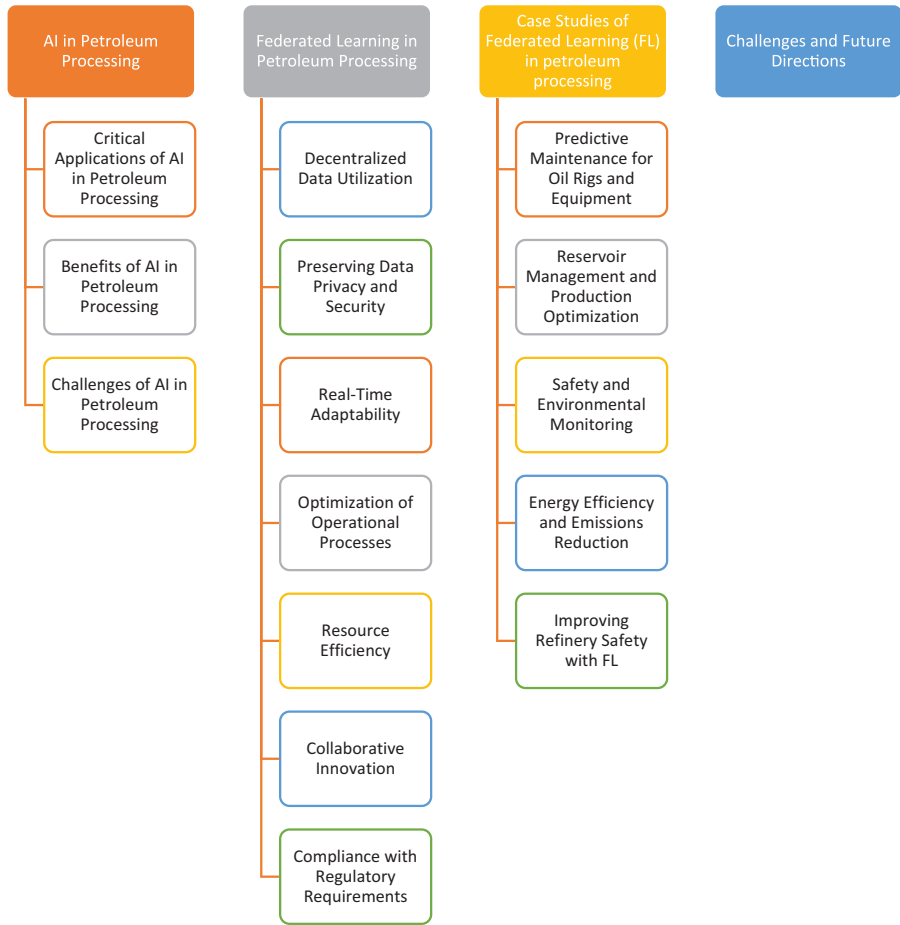 AI in Petroleum
Processing
Critical
Applications of AI
in Petroleum
Processing
Benefits of AI in
Petroleum
Processing
Challenges of AI in
Petroleum
Processing
Federated Learning in
Petroleum Processing
Decentralized
Data Utilization
Preserving Data
Privacy and
Security
Real-Time
Adaptability
Optimization of
Operational
Processes
Resource
Efficiency
Collaborative
Innovation
Compliance with
Regulatory
Requirements
Case Studies of
Federated Learning (FL)
in petroleum
processing
Predictive
Maintenance for
Oil Rigs and
Equipment
Reservoir
Management and
Production
Optimization
Safety and
Environmental
Monitoring
Energy Efficiency
and Emissions
Reduction
Improving
Refinery Safety
with FL
Challenges and Future
Directions